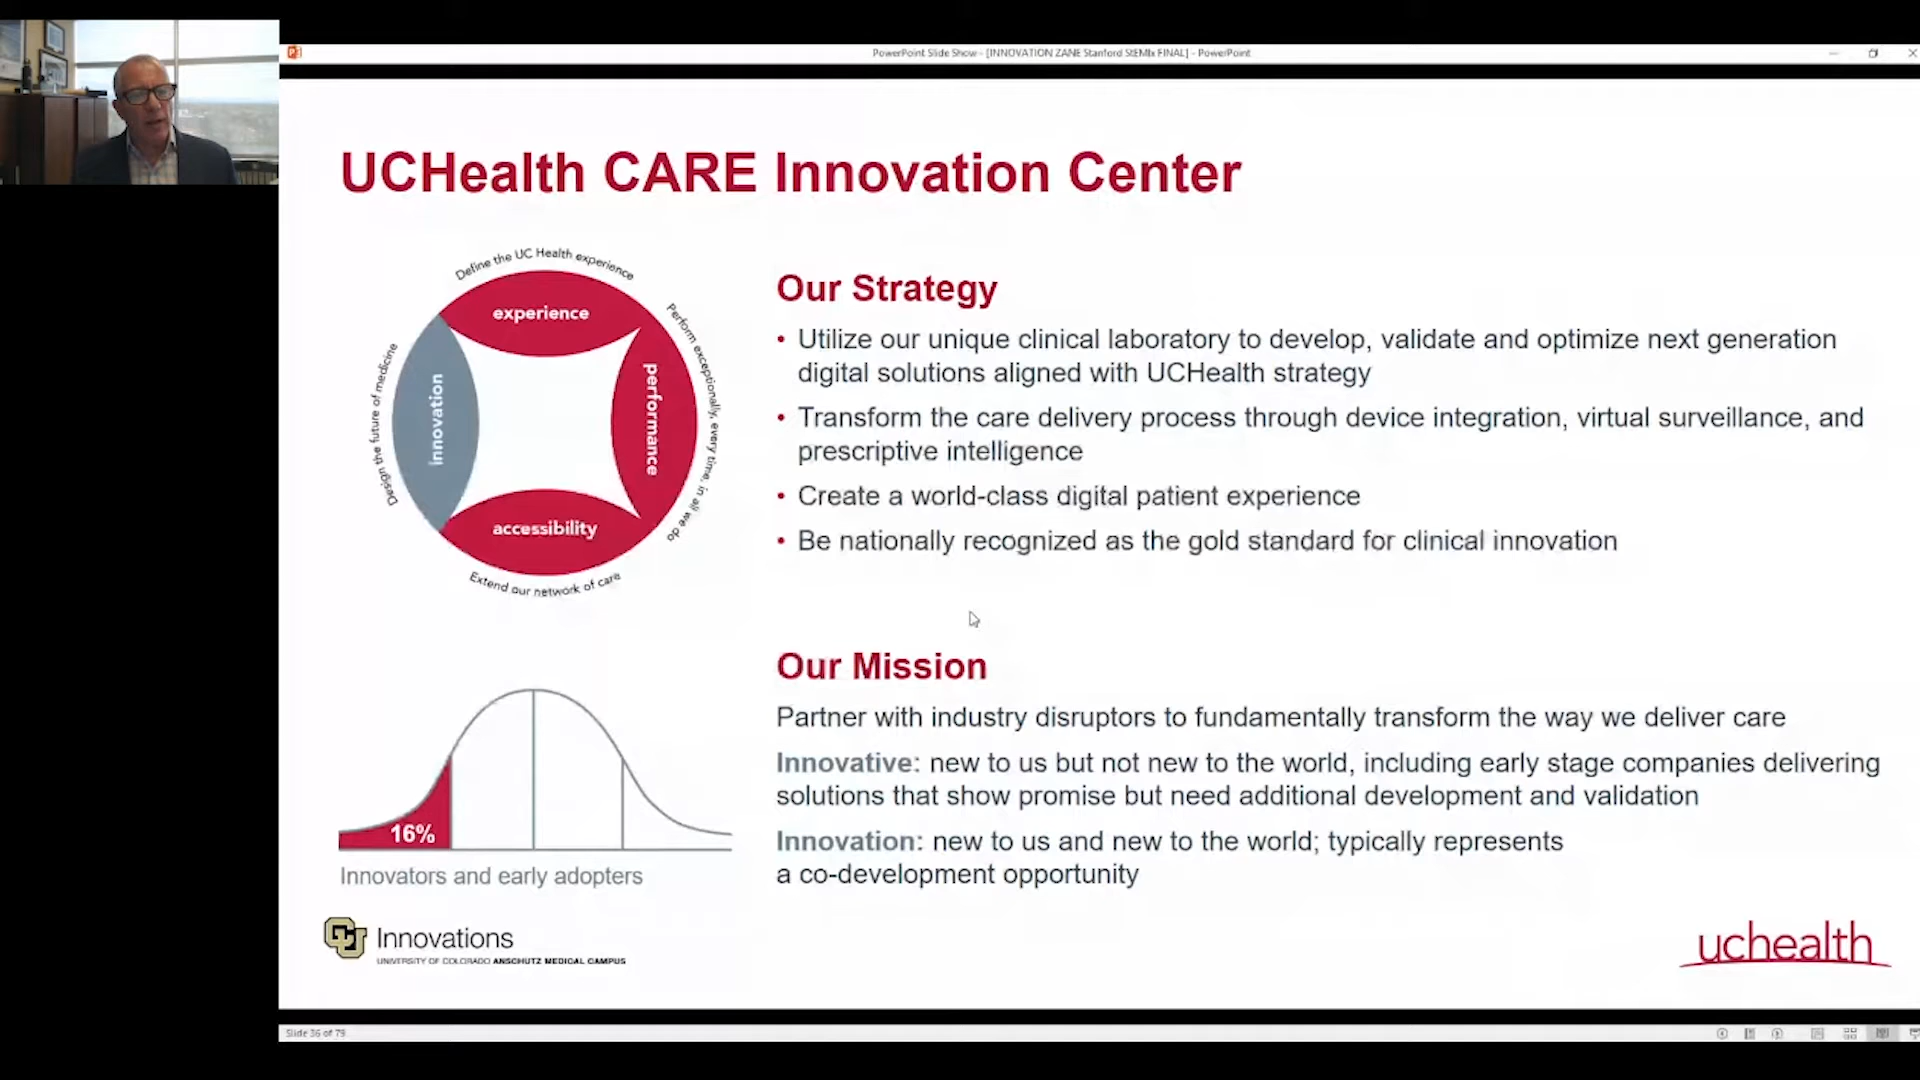 PowerPoint Slide Show - [INNOVATION ZANE Stanford StEMIx FINAL] - PowerPoint
UCHealth CARE Innovation Center
Define the UC Health experience
experience
Perform exceptionally, every time, in all we do
performance
Design the future of medicine
innovation
accessibility
Extend our network of care
Our Strategy
• Utilize our unique clinical laboratory to develop, validate and optimize next generation
digital solutions aligned with UCHealth strategy
• Transform the care delivery process through device integration, virtual surveillance, and
prescriptive intelligence
• Create a world-class digital patient experience
• Be nationally recognized as the gold standard for clinical innovation
16%
Innovators and early adopters
Our Mission
Partner with industry disruptors to fundamentally transform the way we deliver care
Innovative: new to us but not new to the world, including early stage companies delivering
solutions that show promise but need additional development and validation
Innovation: new to us and new to the world; typically represents
a co-development opportunity
CU Innovations
UNIVERSITY OF COLORADO ANSCHUTZ MEDICAL CAMPUS
uchealth
Slide 36 of 79